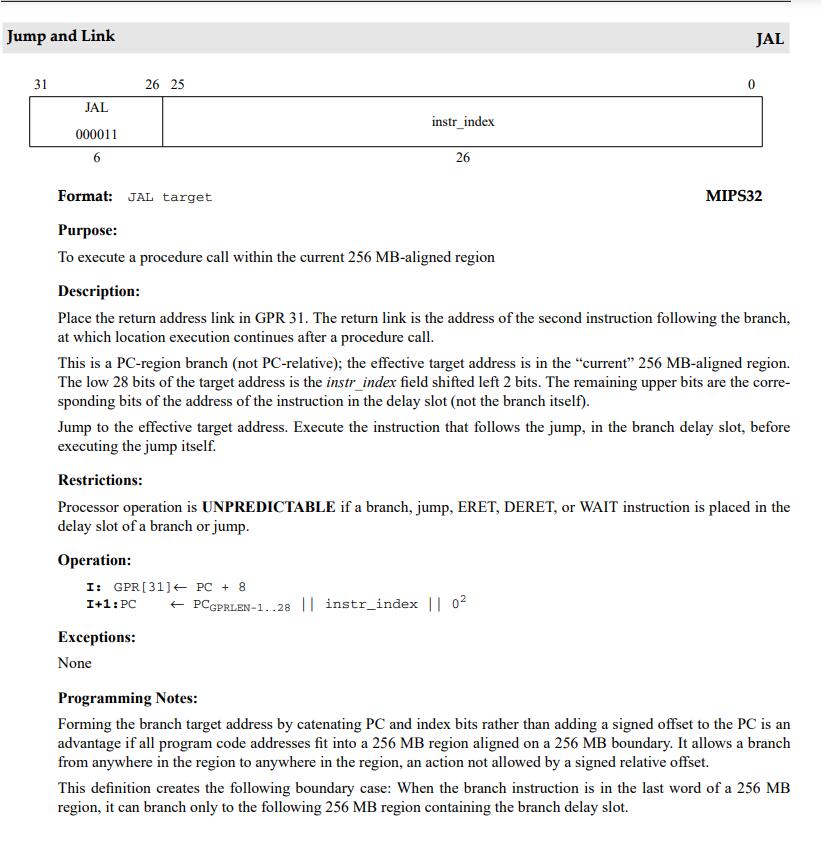 Jump and Link JAL
31 26 25 0
JAL
000011
instr_index
6 26
Format: JAL target MIPS32
Purpose:
To execute a procedure call within the current 256 MB-aligned region
Description:
Place the return address link in GPR 31. The return link is the address of the second instruction following the branch,
at which location execution continues after a procedure call.
This is a PC-region branch (not PC-relative); the effective target address is in the “current” 256 MB-aligned region.
The low 28 bits of the target address is the instr_index field shifted left 2 bits. The remaining upper bits are the corre-
sponding bits of the address of the instruction in the delay slot (not the branch itself).
Jump to the effective target address. Execute the instruction that follows the jump, in the branch delay slot, before
executing the jump itself.
Restrictions:
Processor operation is UNPREDICTABLE if a branch, jump, ERET, DERET, or WAIT instruction is placed in the
delay slot of a branch or jump.
Operation:
I: GPR[31]← PC + 8
I+1:PC ← PCGPRLEN-1..28 || instr_index || 0²
Exceptions:
None
Programming Notes:
Forming the branch target address by catenating PC and index bits rather than adding a signed offset to the PC is an
advantage if all program code addresses fit into a 256 MB region aligned on a 256 MB boundary. It allows a branch
from anywhere in the region to anywhere in the region, an action not allowed by a signed relative offset.
This definition creates the following boundary case: When the branch instruction is in the last word of a 256 MB
region, it can branch only to the following 256 MB region containing the branch delay slot.